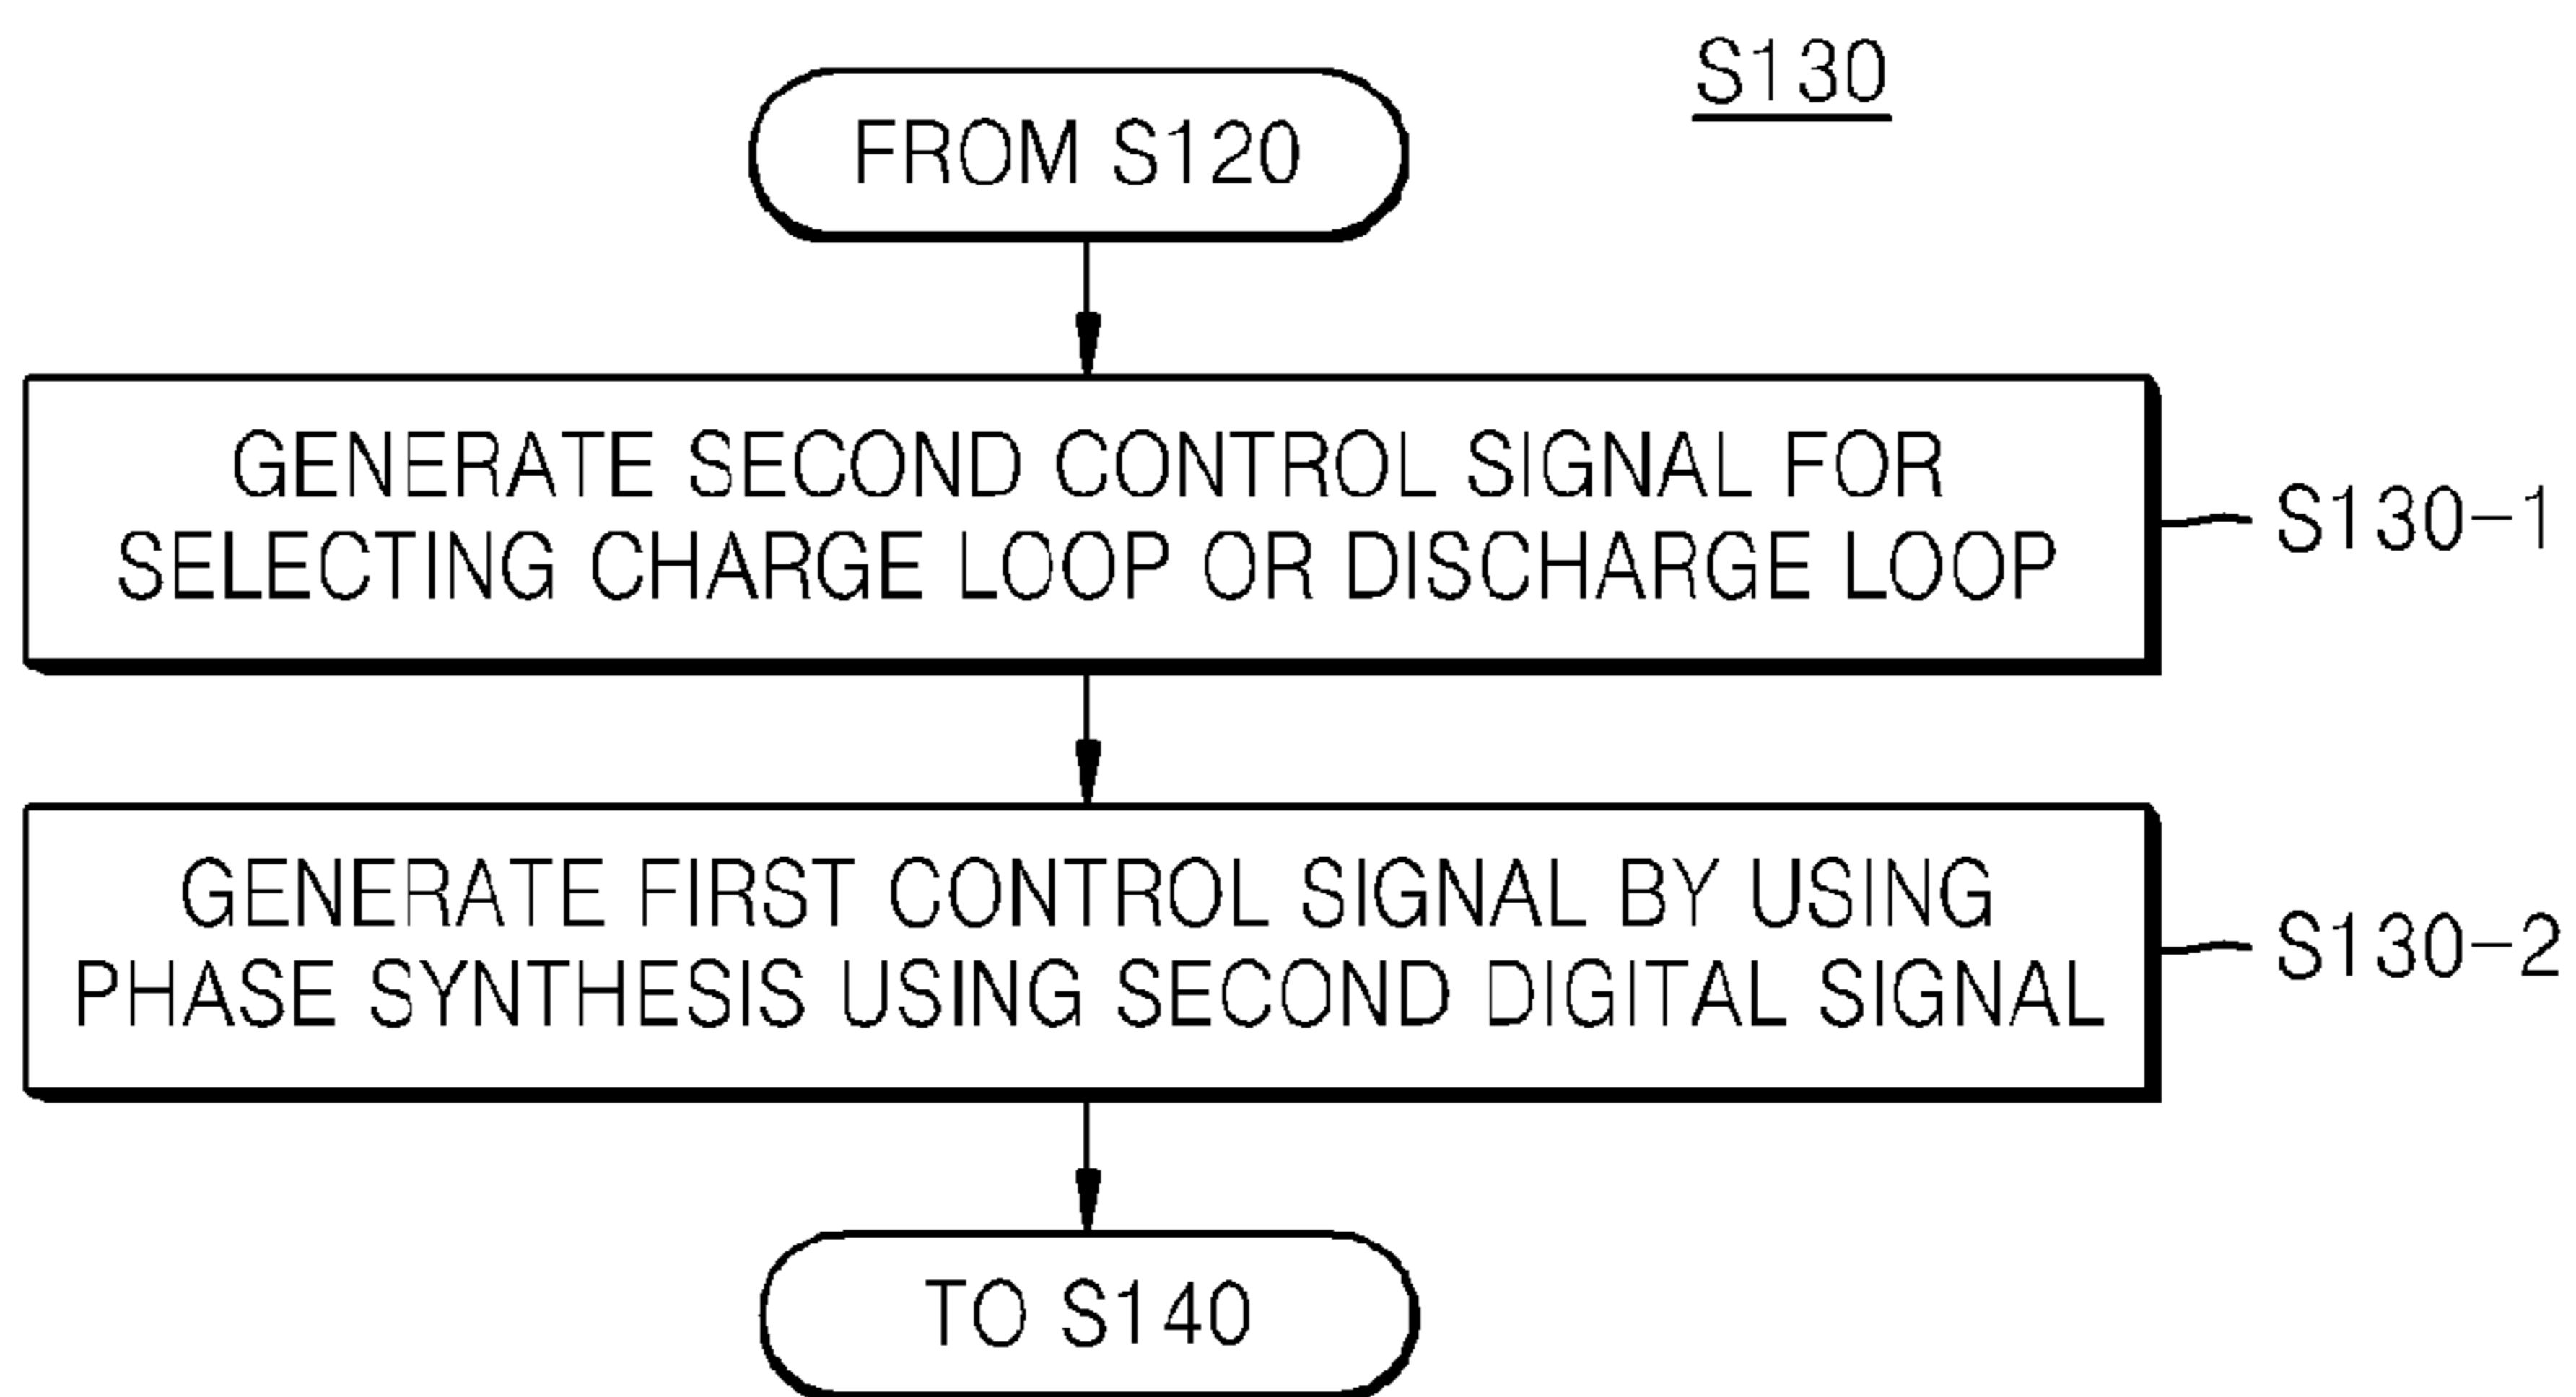 S130
FROM S120
GENERATE SECOND CONTROL SIGNAL FOR
SELECTING CHARGE LOOP OR DISCHARGE LOOP
S130-1
GENERATE FIRST CONTROL SIGNAL BY USING
PHASE SYNTHESIS USING SECOND DIGITAL SIGNAL
S130-2
TO S140